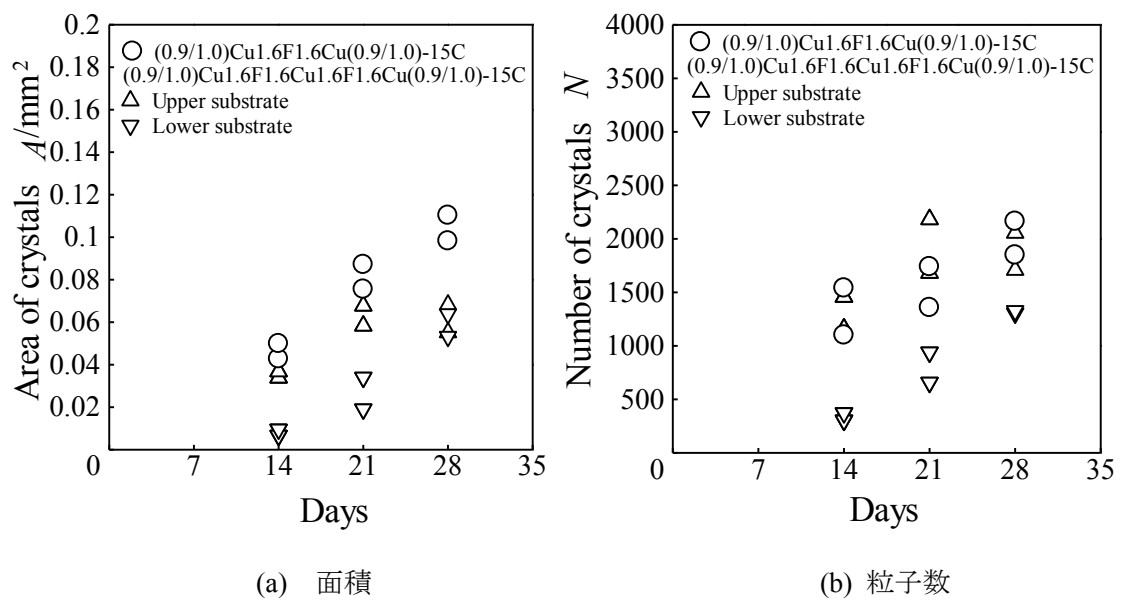 0.2
0.18
0.16
0.14
0.12
0.1
0.08
0.06
0.04
0.02
0
7
14
21
28
35
Area of crystals A/mm²
Days
(0.9/1.0)Cu1.6F1.6Cu(0.9/1.0)-15C
(0.9/1.0)Cu1.6F1.6Cu1.6F1.6Cu(0.9/1.0)-15C
Upper substrate
Lower substrate
(a) 面積
4000
3500
3000
2500
2000
1500
1000
500
0
7
14
21
28
35
Number of crystals N
Days
(0.9/1.0)Cu1.6F1.6Cu(0.9/1.0)-15C
(0.9/1.0)Cu1.6F1.6Cu1.6F1.6Cu(0.9/1.0)-15C
Upper substrate
Lower substrate
(b) 粒子数